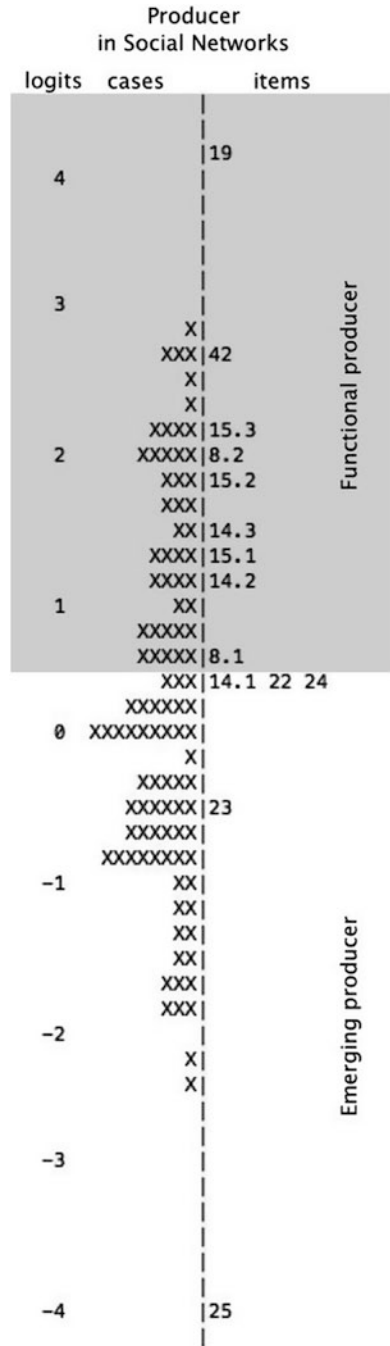 Producer
in Social Networks
logits cases items
|
|
|19
4 |
|
|
|
|
3 |
X|
XXX|42
X|
X|
XXXX|15.3
2 XXXXX|8.2
XXX|15.2
XXX|
XX|14.3
XXXX|15.1
XXXX|14.2
1 XX|
XXXXX|
XXXXX|8.1
XXX|14.1 22 24
XXXXXX|
0 XXXXXXXXX|
X|
XXXXX|
XXXXXX|23
XXXXXX|
XXXXXXXX|
-1 XX|
XX|
XX|
XX|
XXX|
XXX|
-2 |
X|
X|
|
|
-3 |
|
|
|
|
|
-4 |25
|
Functional producer
Emerging producer